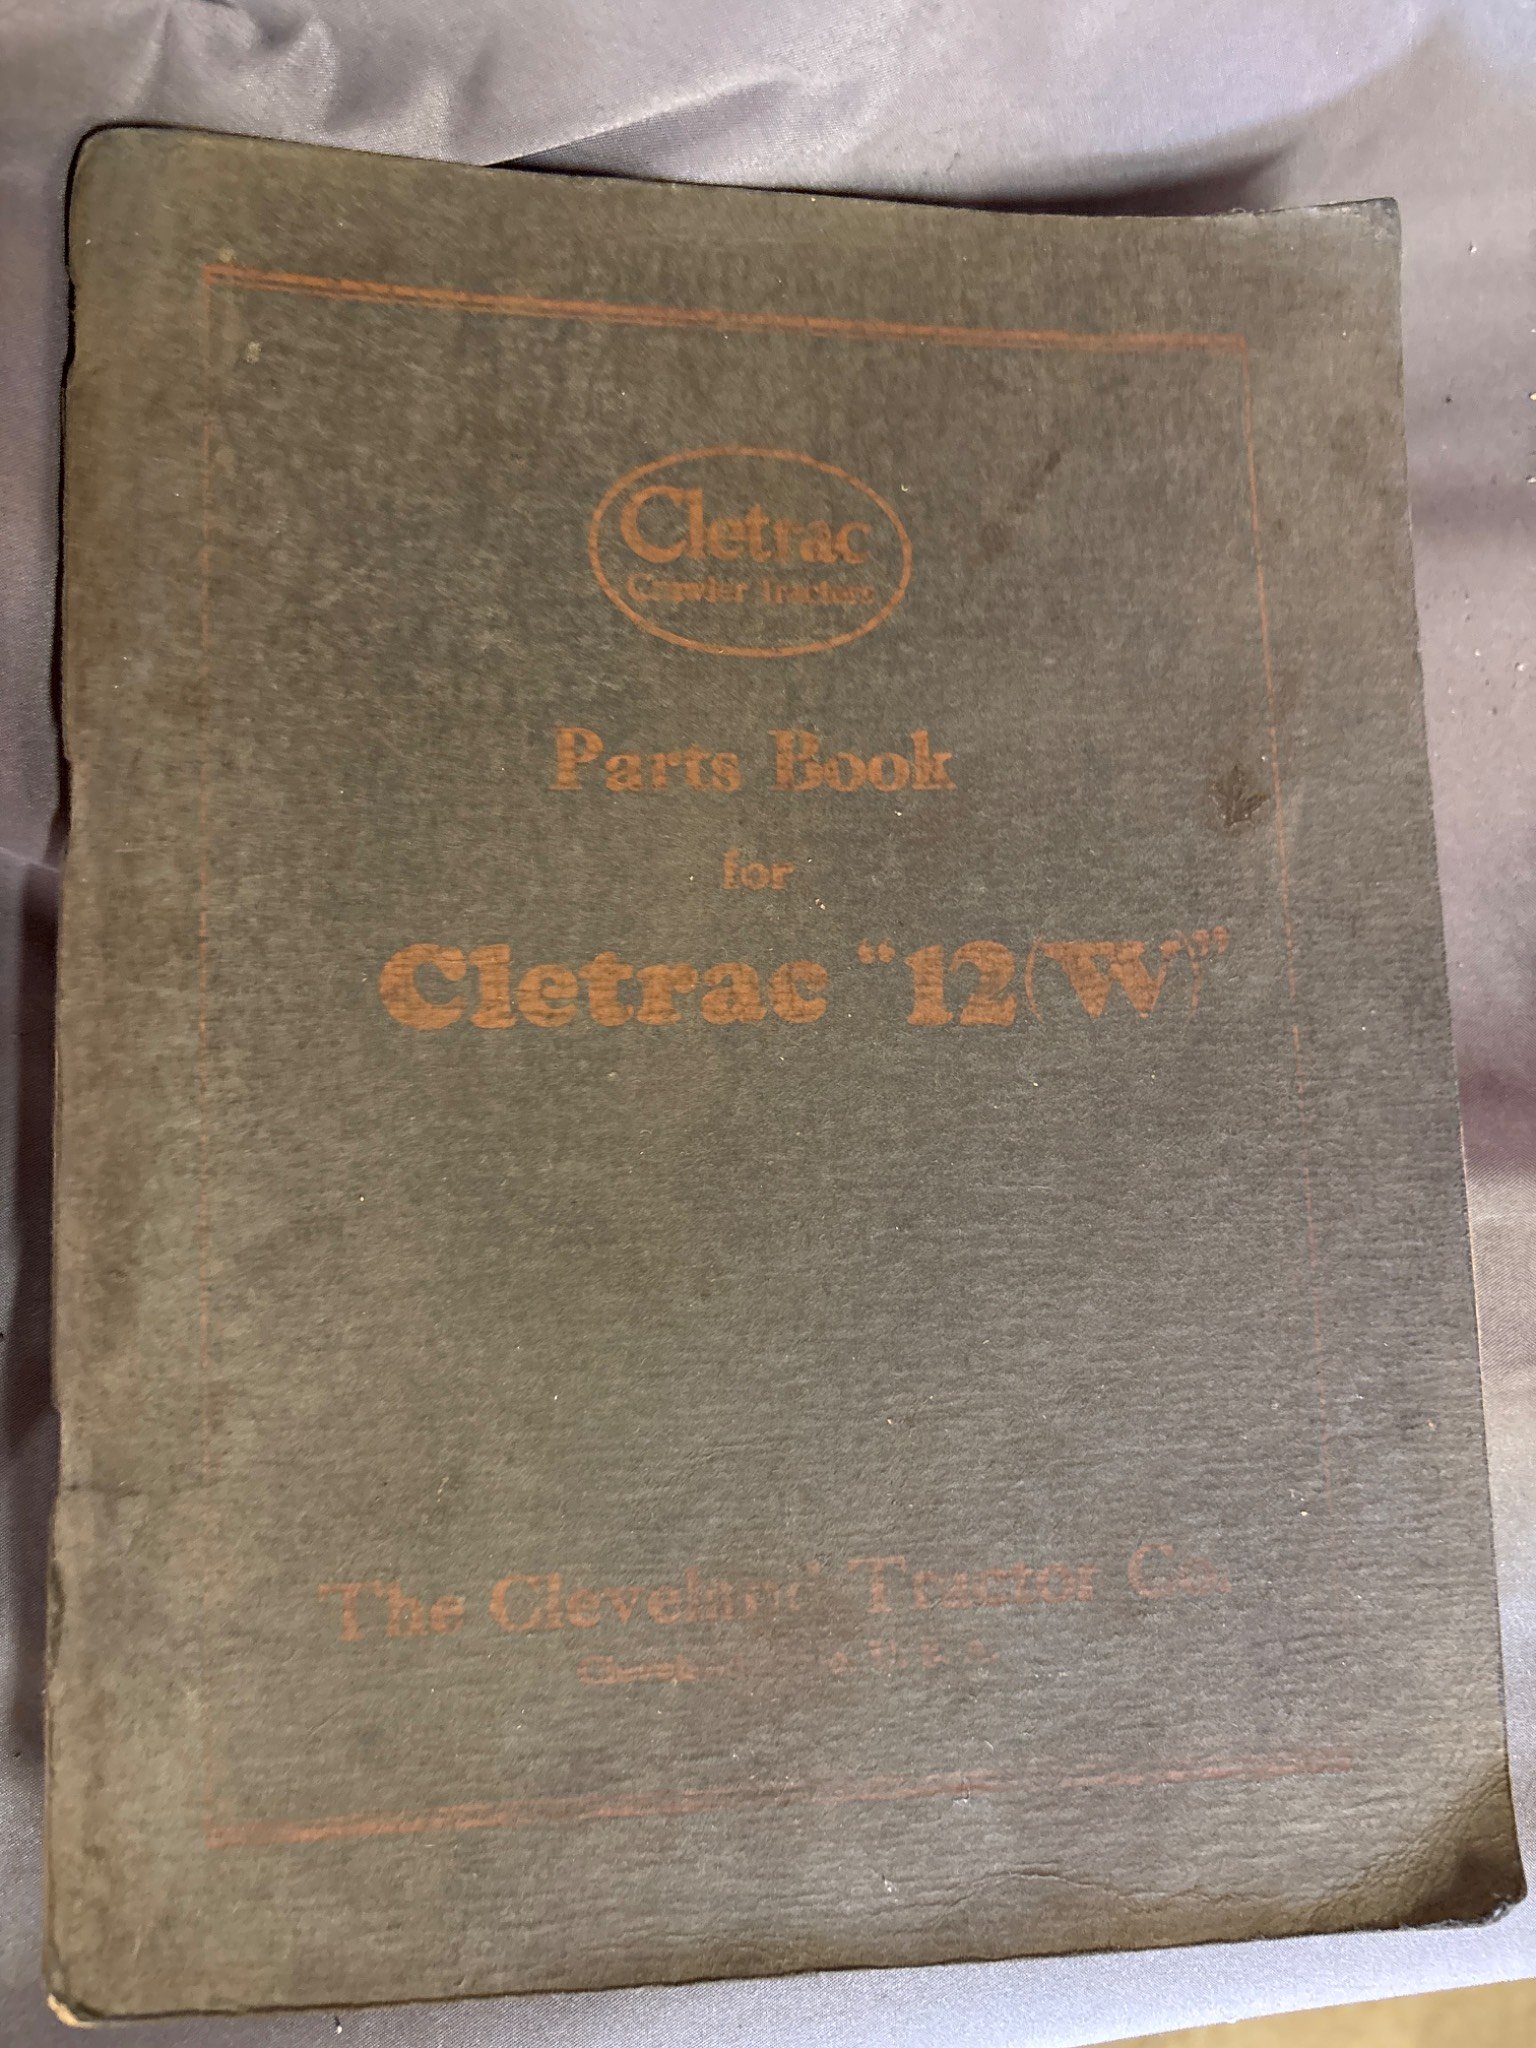 Cletrac
Crawler Tractors
Parts Book
for
Cletrac "12(W)"
The Cleveland Tractor Co.